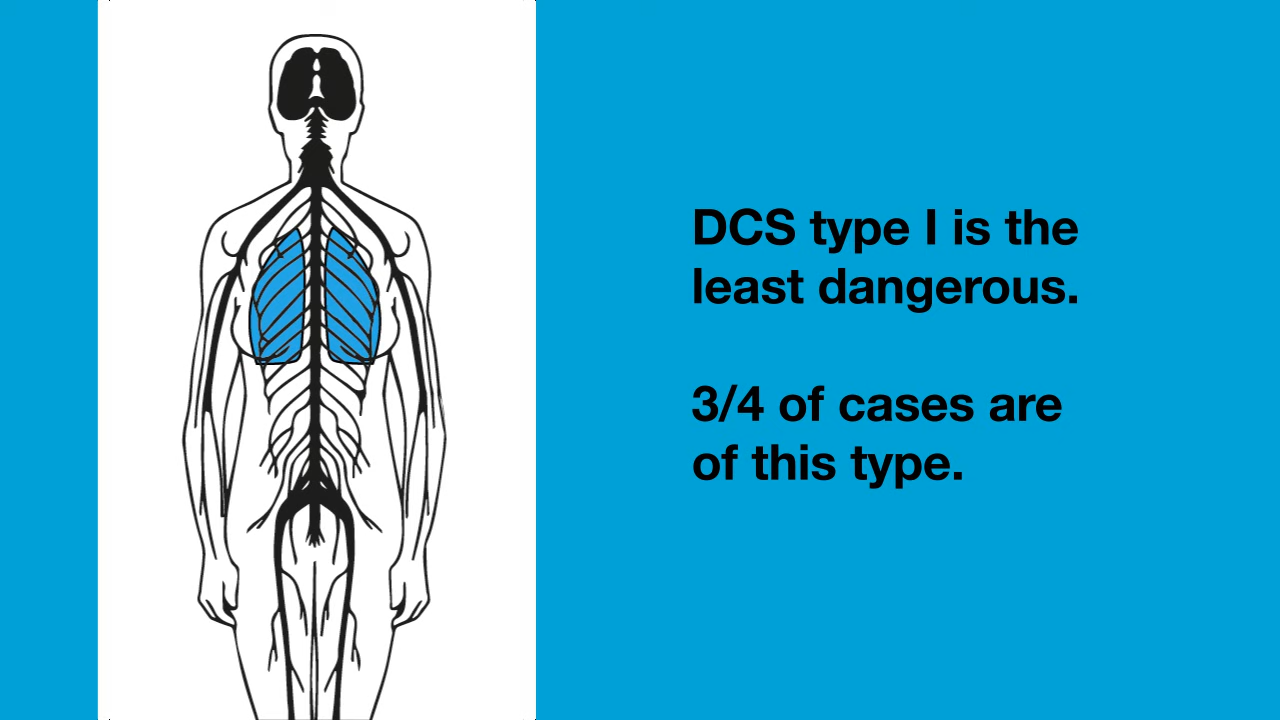 DCS type I is the
least dangerous.
3/4 of cases are
of this type.